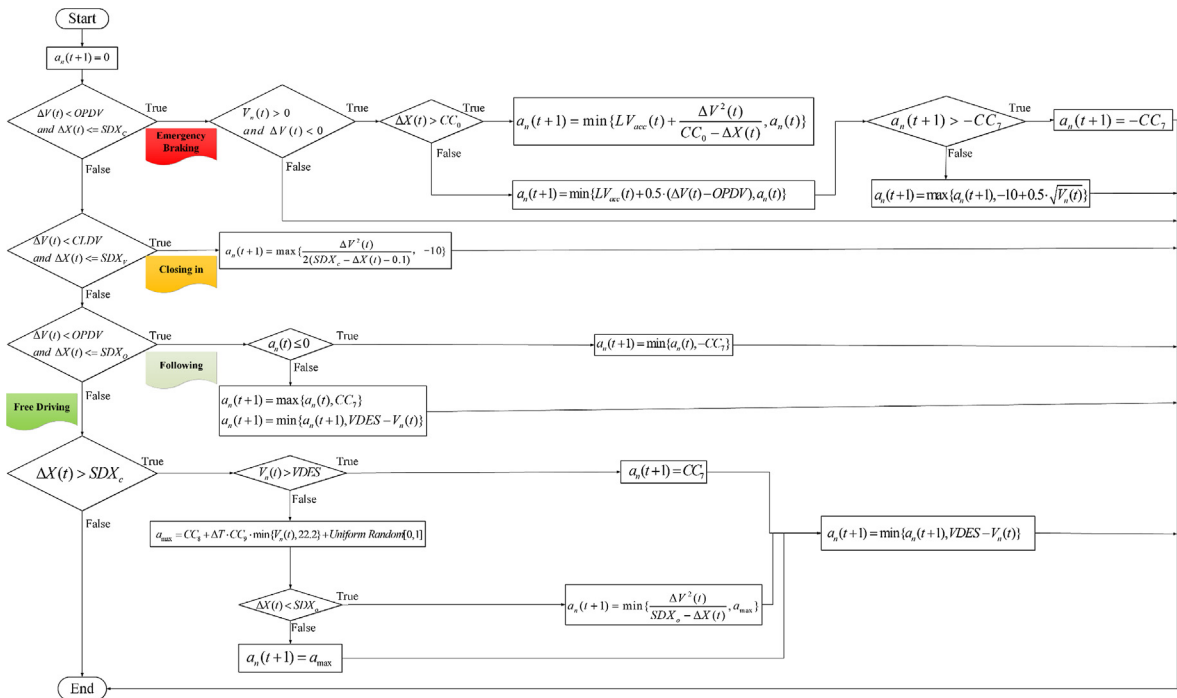 Start
a_n(t+1)=0
ΔV(t)<OPDV
and ΔX(t)<=SDX_C
True
False
Emergency
Braking
V_n(t)>0
and ΔV(t)<0
True
False
ΔX(t)>CC_0
True
False
a_n(t+1)=min{LV_acc(t)+ΔV²(t)/(CC_0−ΔX(t)),a_n(t)}
a_n(t+1)=min{LV_acc(t)+0.5·(ΔV(t)−OPDV),a_n(t)}
a_n(t+1)>−CC_7
True
False
a_n(t+1)=−CC_7
a_n(t+1)=max{a_n(t+1),−10+0.5·√V_n(t)}
ΔV(t)<CLDV
and ΔX(t)<=SDX_v
True
False
Closing in
a_n(t+1)=max{ΔV²(t)/(2(SDX_c−ΔX(t)−0.1)), −10}
ΔV(t)<OPDV
and ΔX(t)<=SDX_O
True
False
Following
a_n(t)≤0
True
False
a_n(t+1)=min{a_n(t),−CC_7}
a_n(t+1)=max{a_n(t),CC_7}
a_n(t+1)=min{a_n(t+1),VDES−V_n(t)}
Free Driving
ΔX(t)>SDX_c
True
False
V_n(t)>VDES
True
False
a_n(t+1)=CC_7
a_max=CC_8+ΔT·CC_9·min{V_n(t),22.2}+Uniform Random[0,1]
ΔX(t)<SDX_o
True
False
a_n(t+1)=min{ΔV²(t)/(SDX_o−ΔX(t)),a_max}
a_n(t+1)=a_max
a_n(t+1)=min{a_n(t+1),VDES−V_n(t)}
End